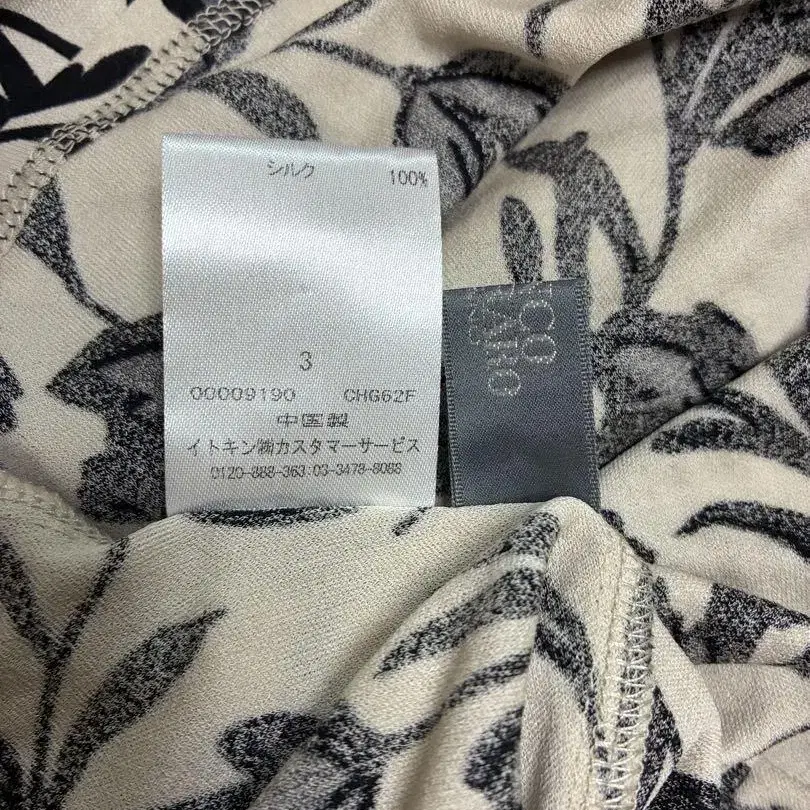 シルク 100%
3
00009190 CHG62F
中国製
イトキン㈱カスタマーサービス
0120-888-363:03-3478-8088